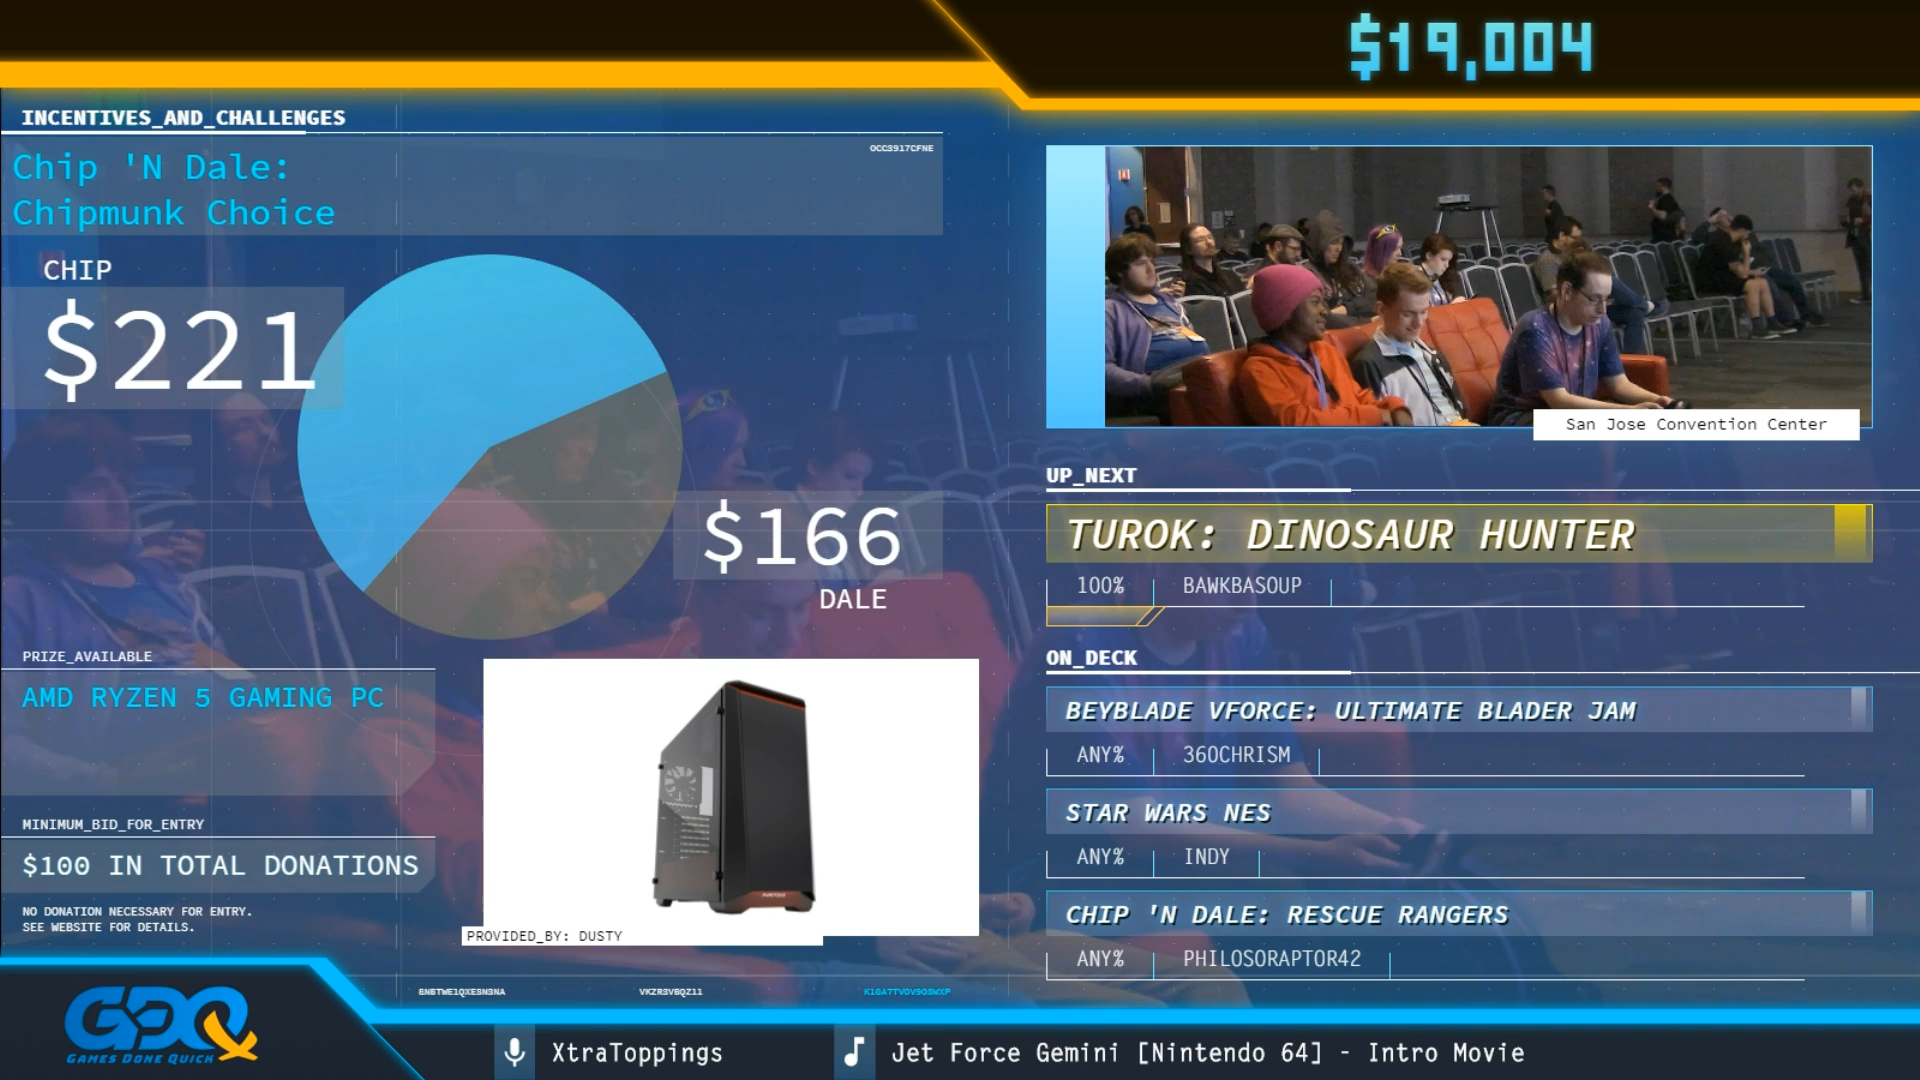 $19,004
INCENTIVES_AND_CHALLENGES
Chip 'N Dale:
Chipmunk Choice
CHIP
$221
$166
DALE
PRIZE_AVAILABLE
AMD RYZEN 5 GAMING PC
MINIMUM_BID_FOR_ENTRY
$100 IN TOTAL DONATIONS
NO DONATION NECESSARY FOR ENTRY.
SEE WEBSITE FOR DETAILS.
PROVIDED_BY: DUSTY
San Jose Convention Center
UP_NEXT
TUROK: DINOSAUR HUNTER
100% BAWKBASOUP
ON_DECK
BEYBLADE VFORCE: ULTIMATE BLADER JAM
ANY% 360CHRISM
STAR WARS NES
ANY% INDY
CHIP 'N DALE: RESCUE RANGERS
ANY% PHILOSORAPTOR42
GDQ
GAMES DONE QUICK
XtraToppings
Jet Force Gemini [Nintendo 64] - Intro Movie